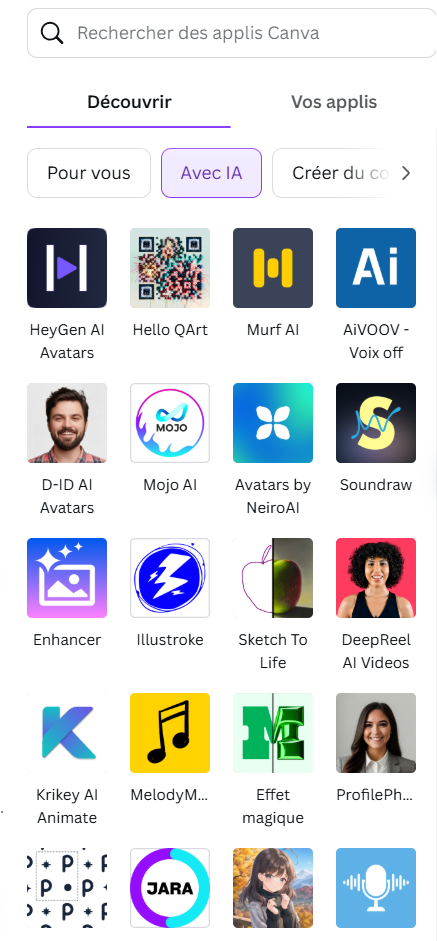 Rechercher des applis Canva
Découvrir
Vos applis
Pour vous
Avec IA
Créer du co
HeyGen AI
Avatars
Hello QArt
Murf AI
Ai
AiVOOV -
Voix off
D-ID AI
Avatars
MOJO
Mojo AI
Avatars by
NeiroAI
S
Soundraw
Enhancer
Illustroke
Sketch To
Life
DeepReel
AI Videos
K
Krikey AI
Animate
MelodyM...
M
Effet
magique
ProfilePh...
P
JARA